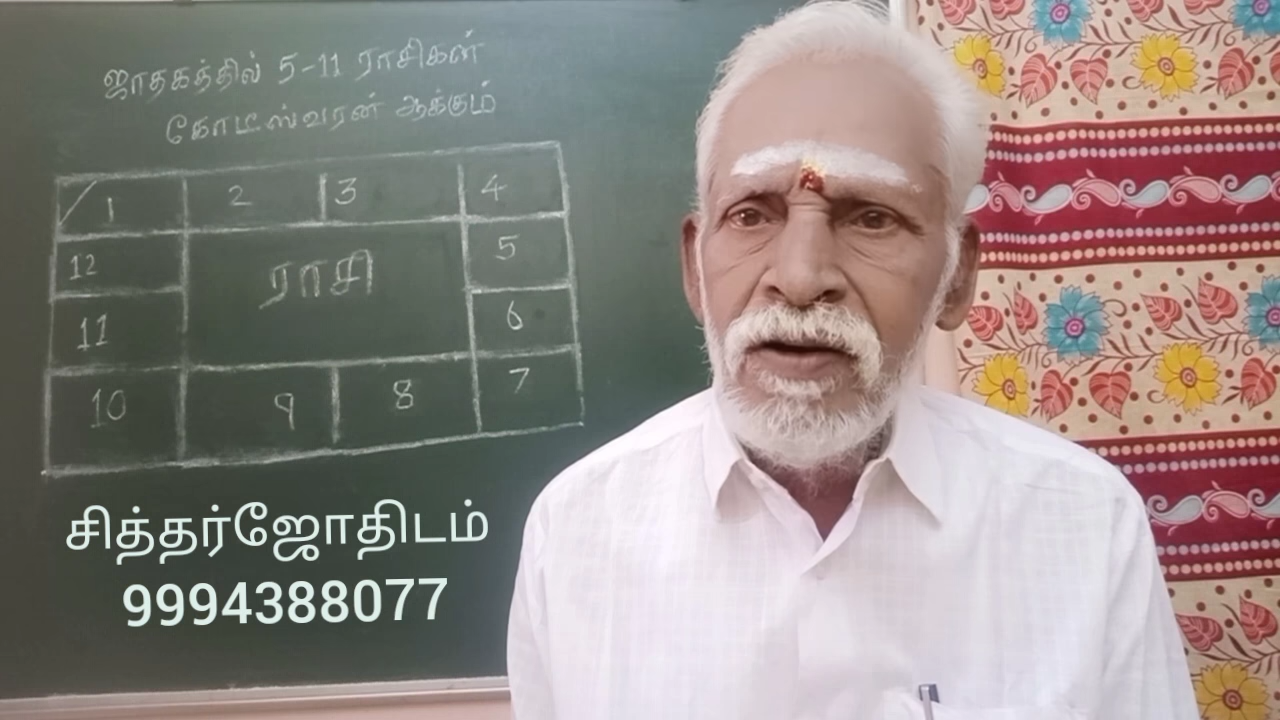 ஜாதகத்தில் 5-11 ராசிகள்
கோடீஸ்வரன் ஆக்கும்
1 2 3 4
12 ராசி 5
11 6
10 9 8 7
சித்தர்ஜோதிடம்
9994388077